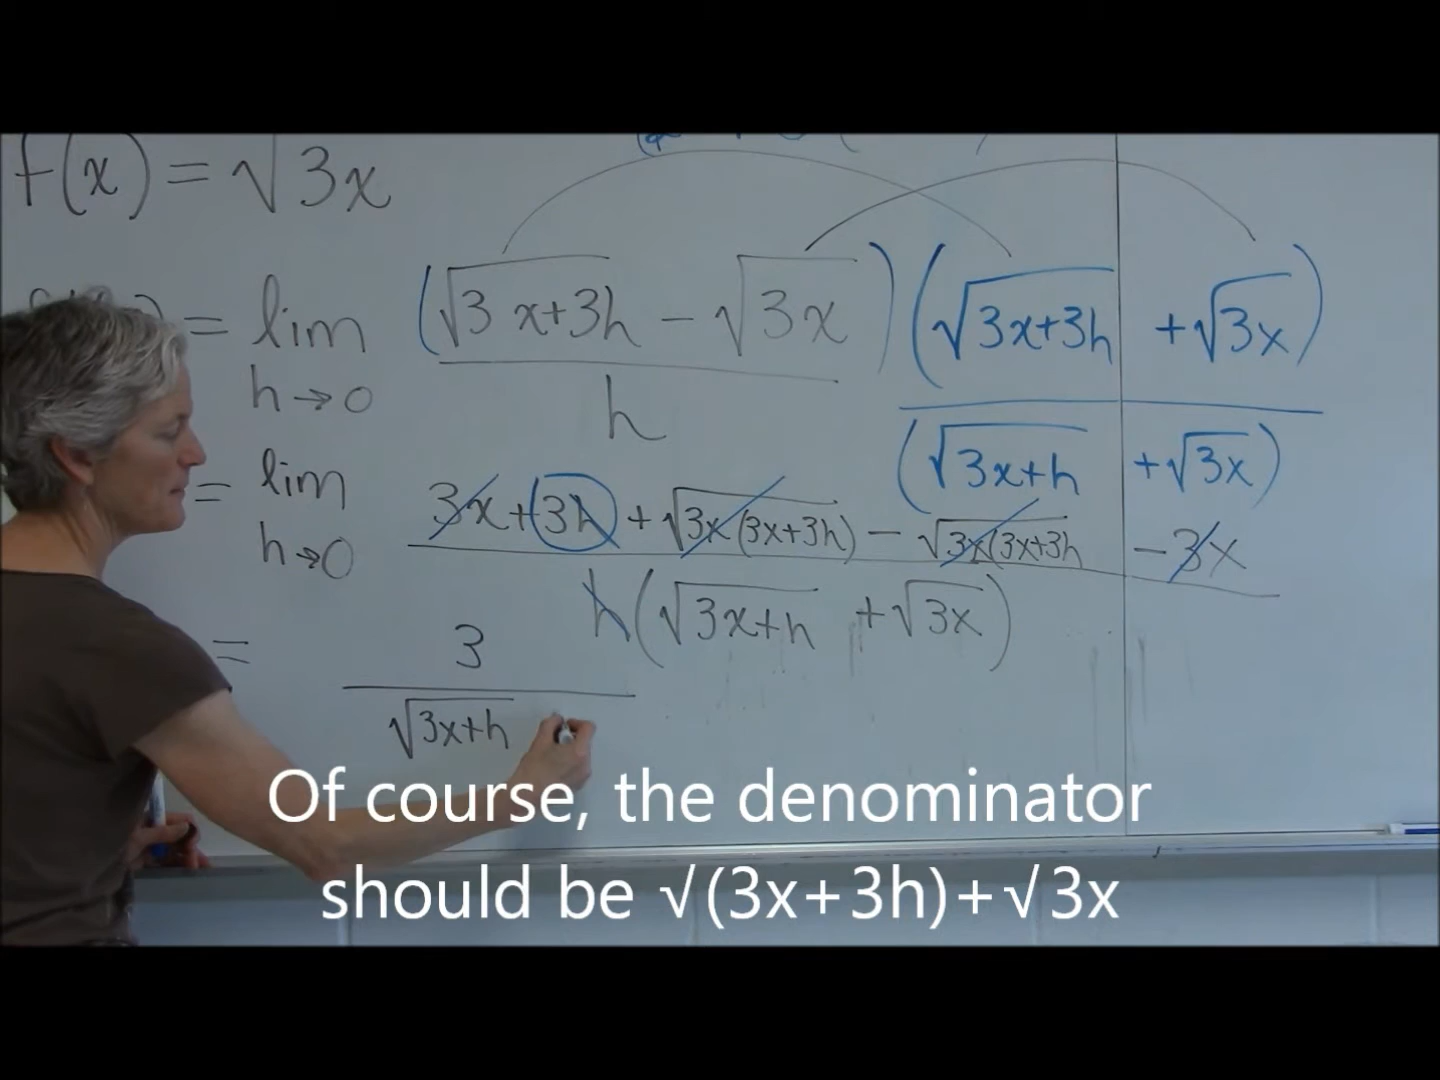 f(x) = √3x
= lim h→0 (√3x+3h − √3x) / h (√3x+3h + √3x) / (√3x+h + √3x)
= lim h→0 3x+3h + √3x(3x+3h) − √3x(3x+3h − 3x / h(√3x+h + √3x)
= 3 / √3x+h
Of course, the denominator
should be √(3x+3h)+√3x